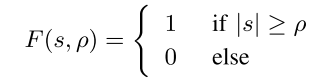 F(s, ρ) = { 1 if |s| ≥ ρ
0 else